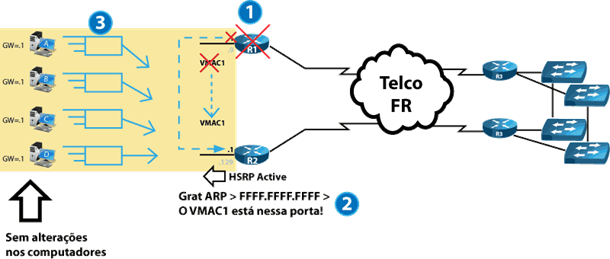 3
1
GW=.1
A
R1
.9
VMAC1
GW=.1
B
Telco
FR
R3
VMAC1
GW=.1
C
R3
.1
GW=.1
D
R2
.129
HSRP Active
Grat ARP > FFFF.FFFF.FFFF >
O VMAC1 está nessa porta!
2
Sem alterações
nos computadores